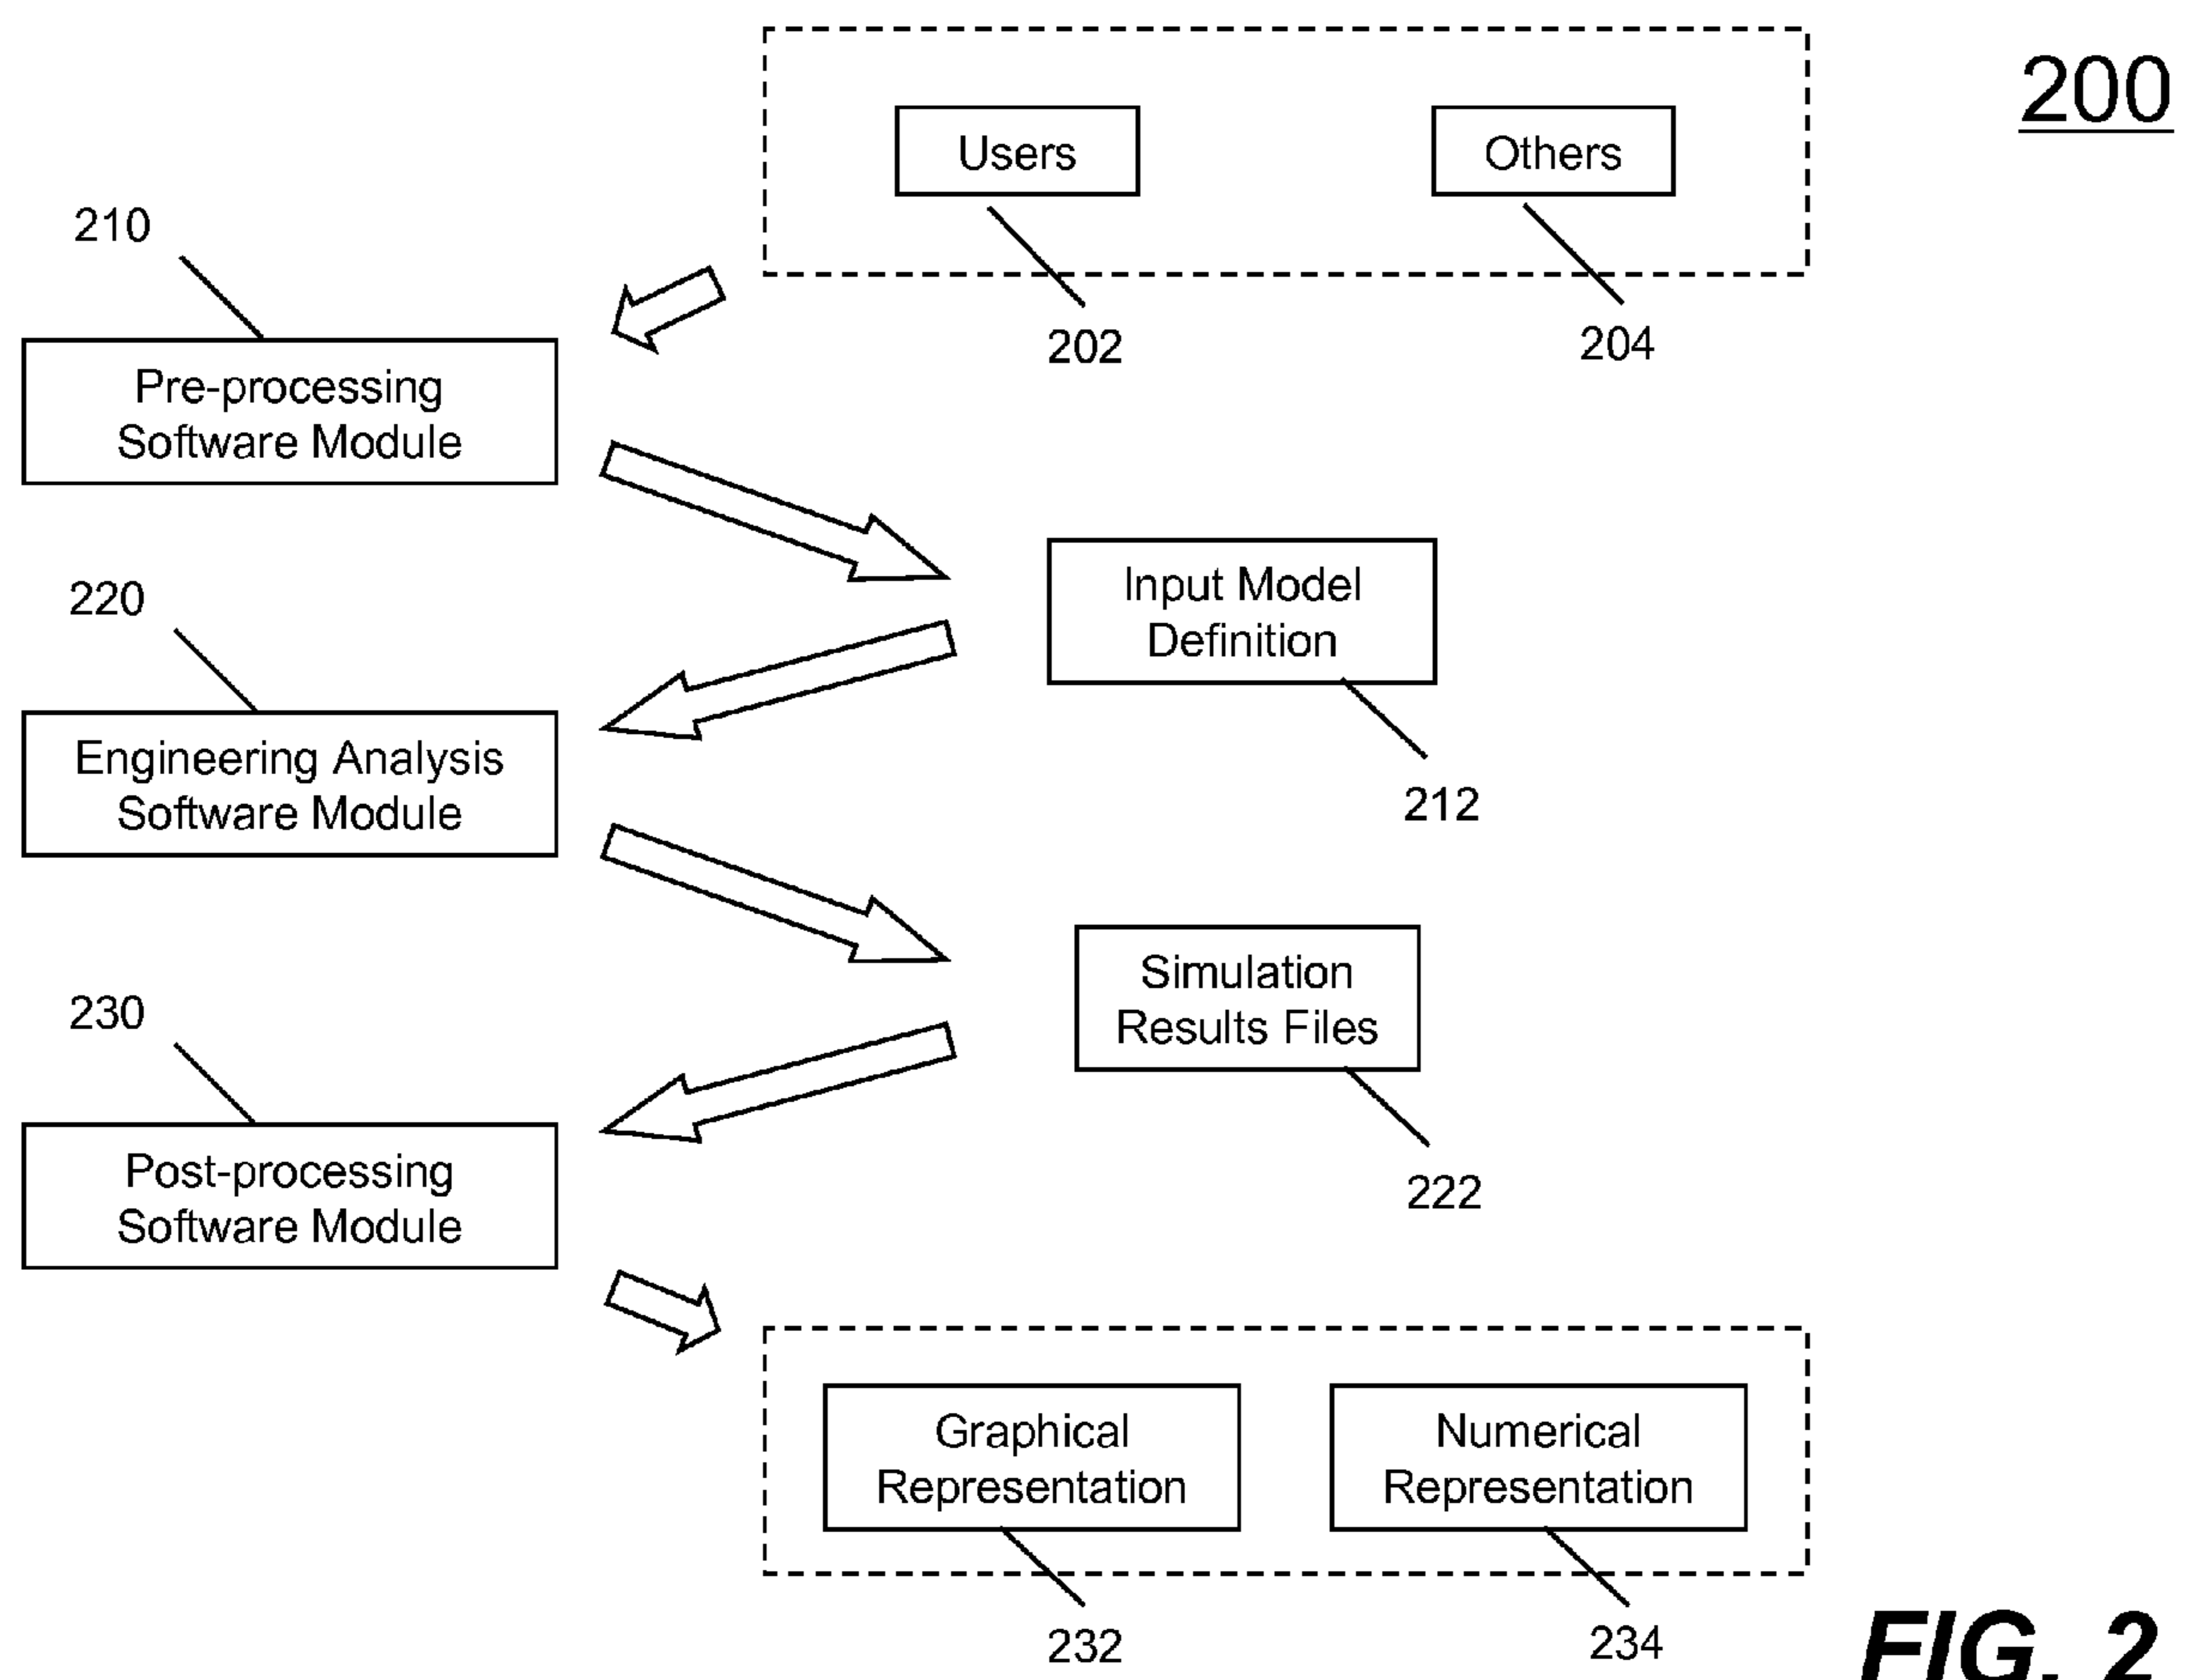 200
Users
Others
210
202
204
Pre-processing
Software Module
Input Model
Definition
220
212
Engineering Analysis
Software Module
Simulation
Results Files
230
222
Post-processing
Software Module
Graphical
Representation
Numerical
Representation
232
234
FIG. 2